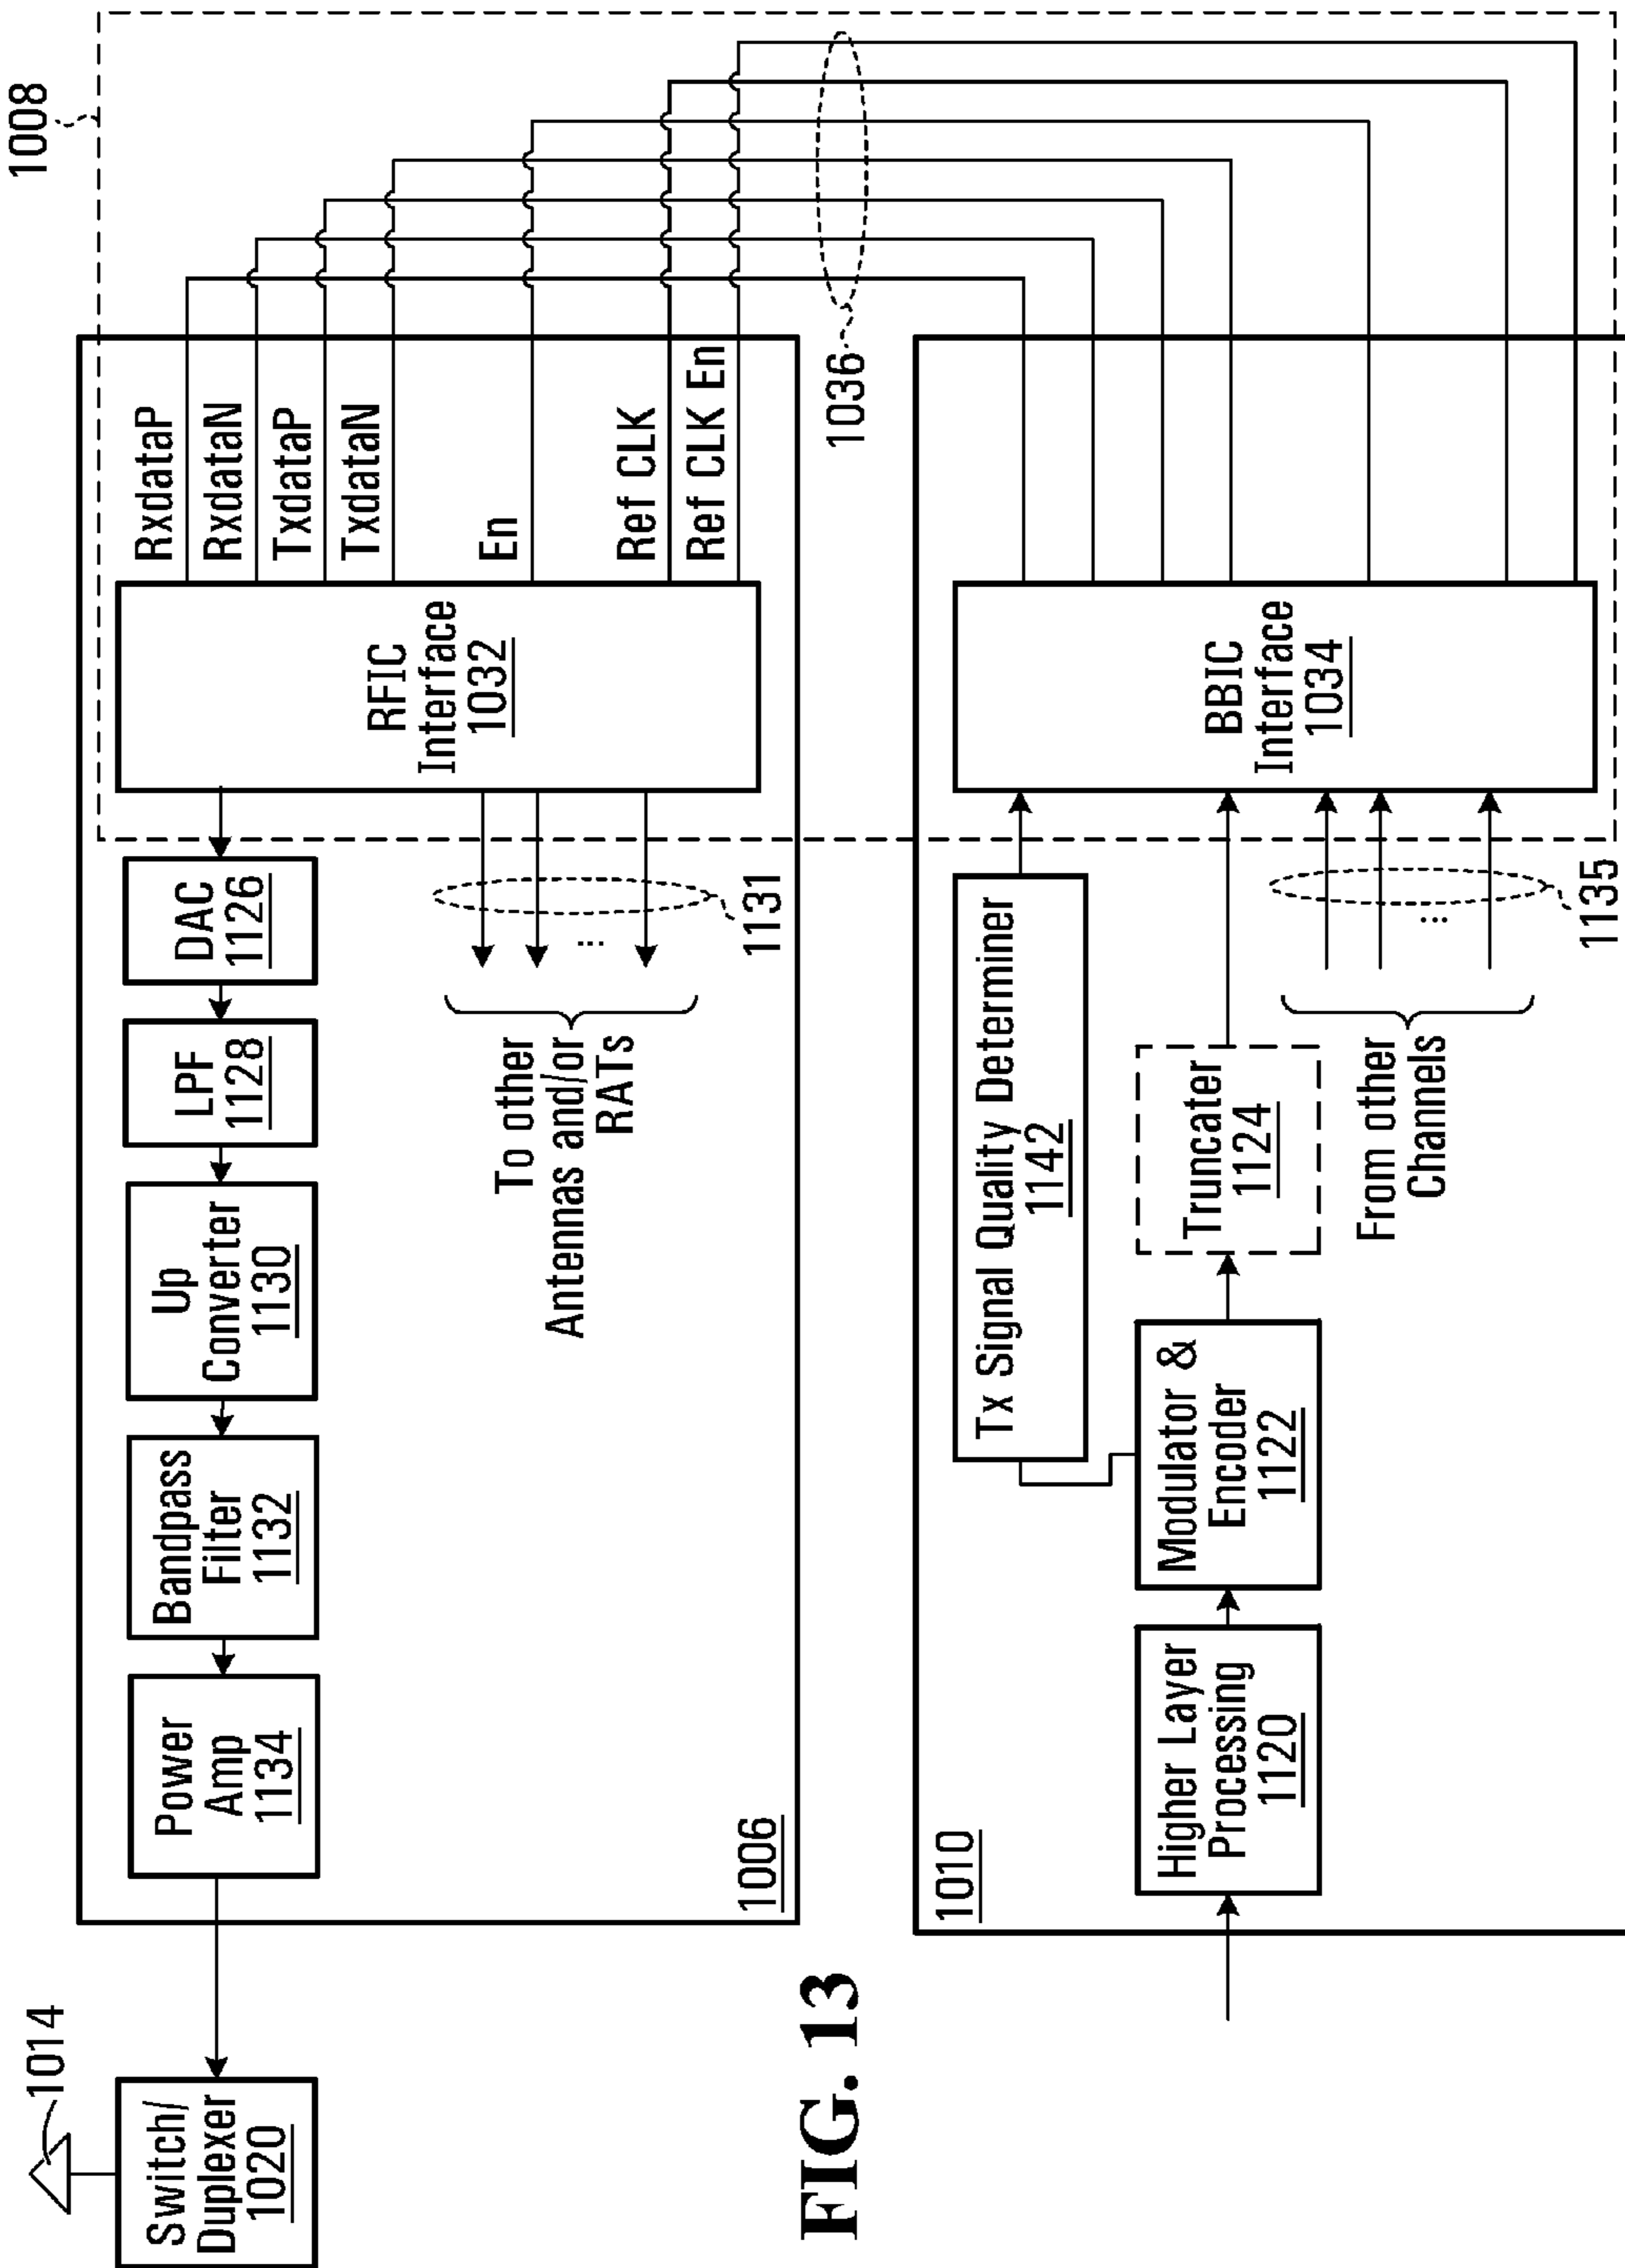 1014
Switch/
Duplexer
1020
Power
Amp
1134
Bandpass
Filter
1132
Up
Converter
1130
LPF
1128
DAC
1126
RFIC
Interface
1032
RxdataP
RxdataN
TxdataP
TxdataN
En
Ref CLK
Ref CLK En
1008
To other
Antennas and/or
RATs
...
1131
1006
1036
FIG. 13
1010
Higher Layer
Processing
1120
Modulator &
Encoder
1122
Tx Signal Quality Determiner
1142
Truncater
1124
From other
Channels
...
1135
BBIC
Interface
1034